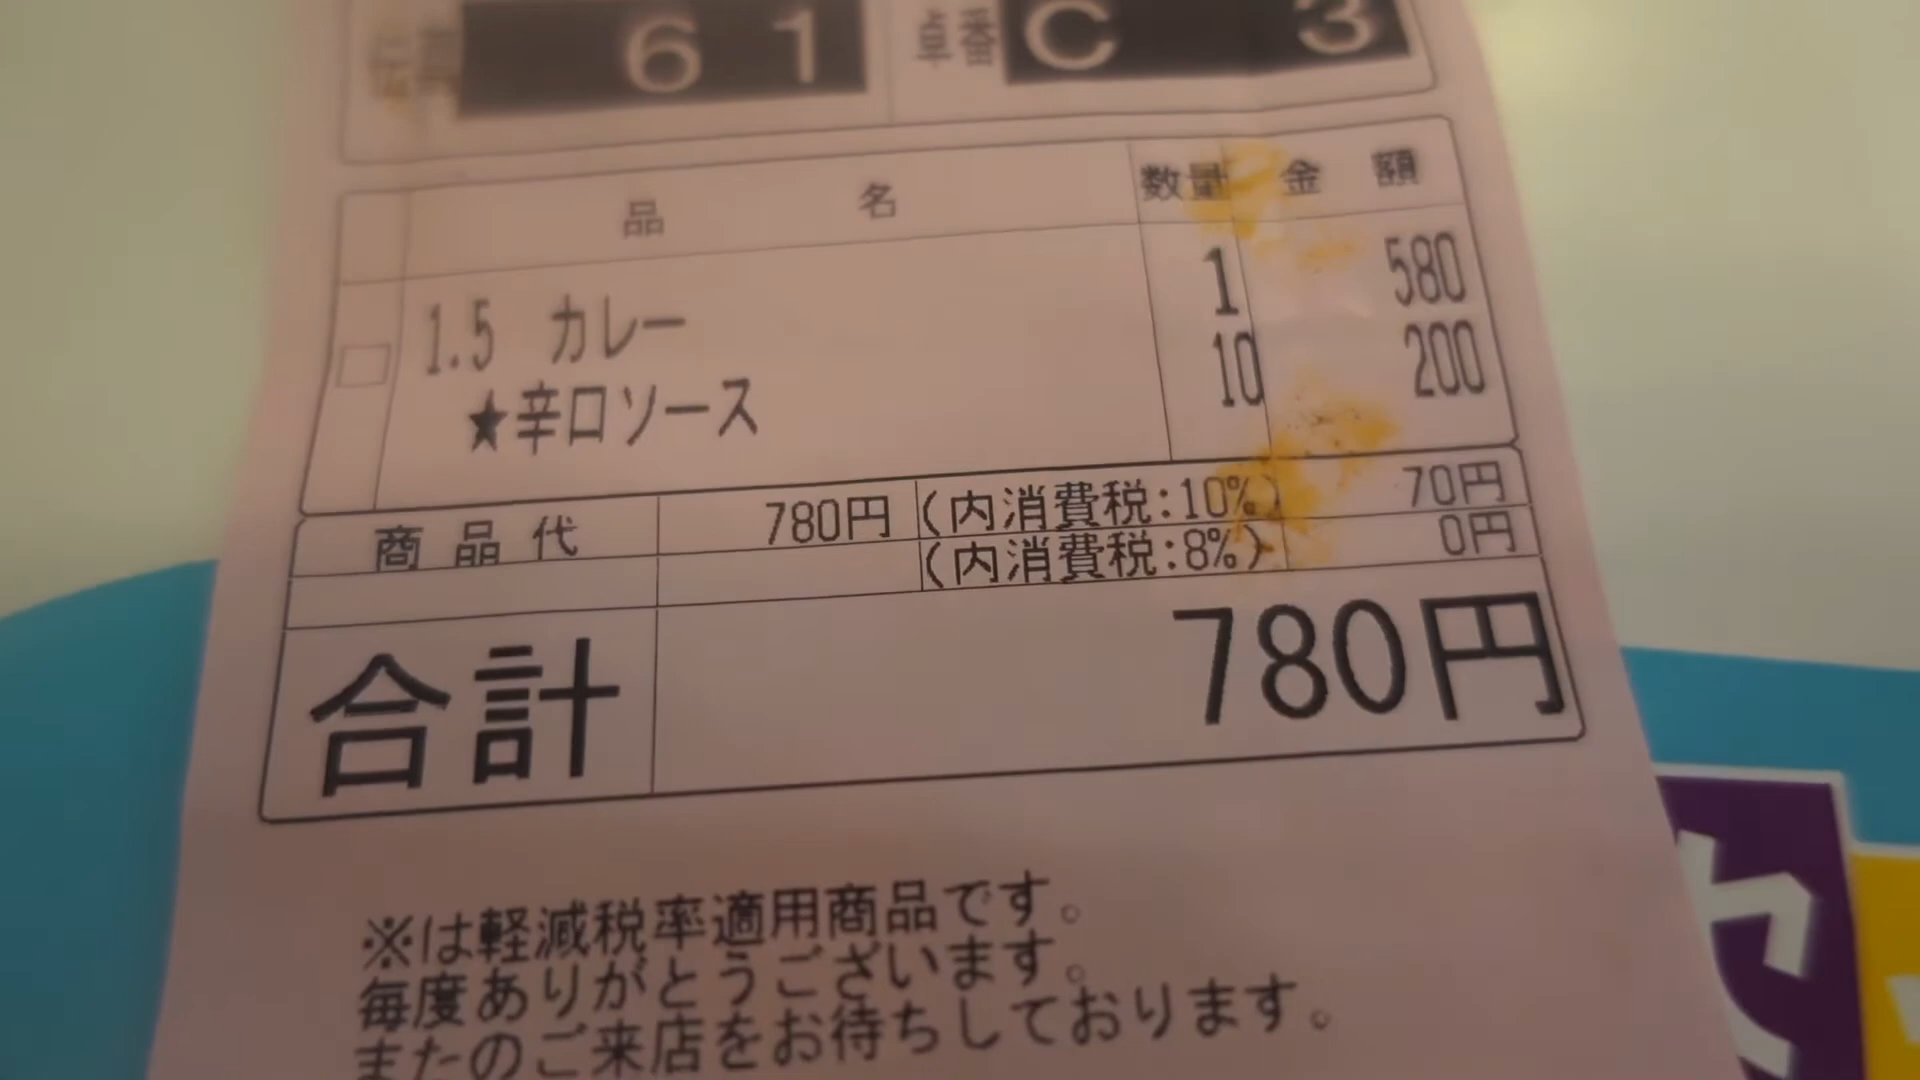 61 卓番 C 3
品名 数量 金額
1.5 カレー 1 580
★辛口ソース 10 200
商品代 780円 (内消費税:10%) 70円
(内消費税:8%) 0円
合計 780円
※は軽減税率適用商品です。
毎度ありがとうございます。
またのご来店をお待ちしております。